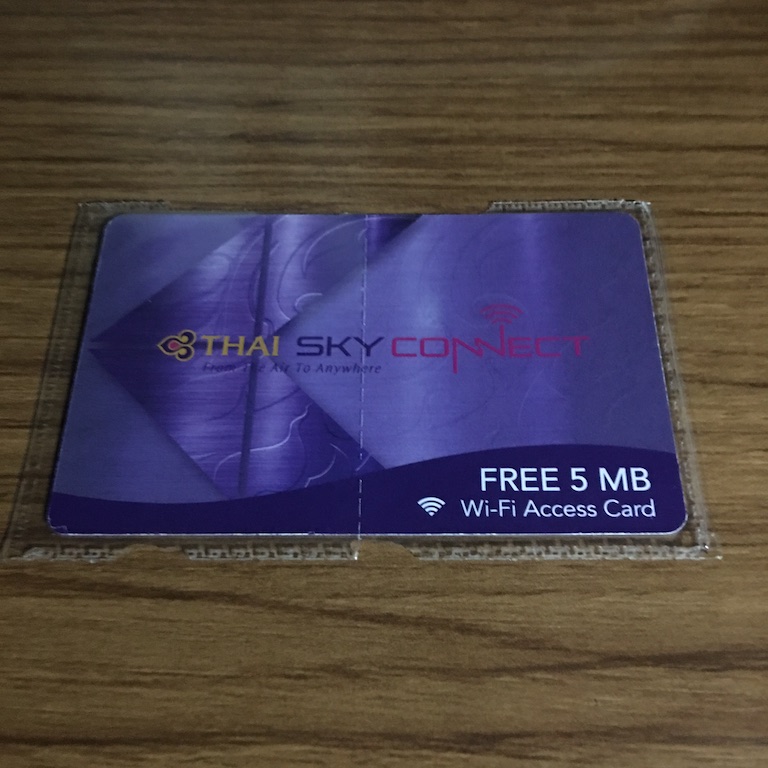 THAI SKY CONNECT
From The Air To Anywhere
FREE 5 MB
Wi-Fi Access Card